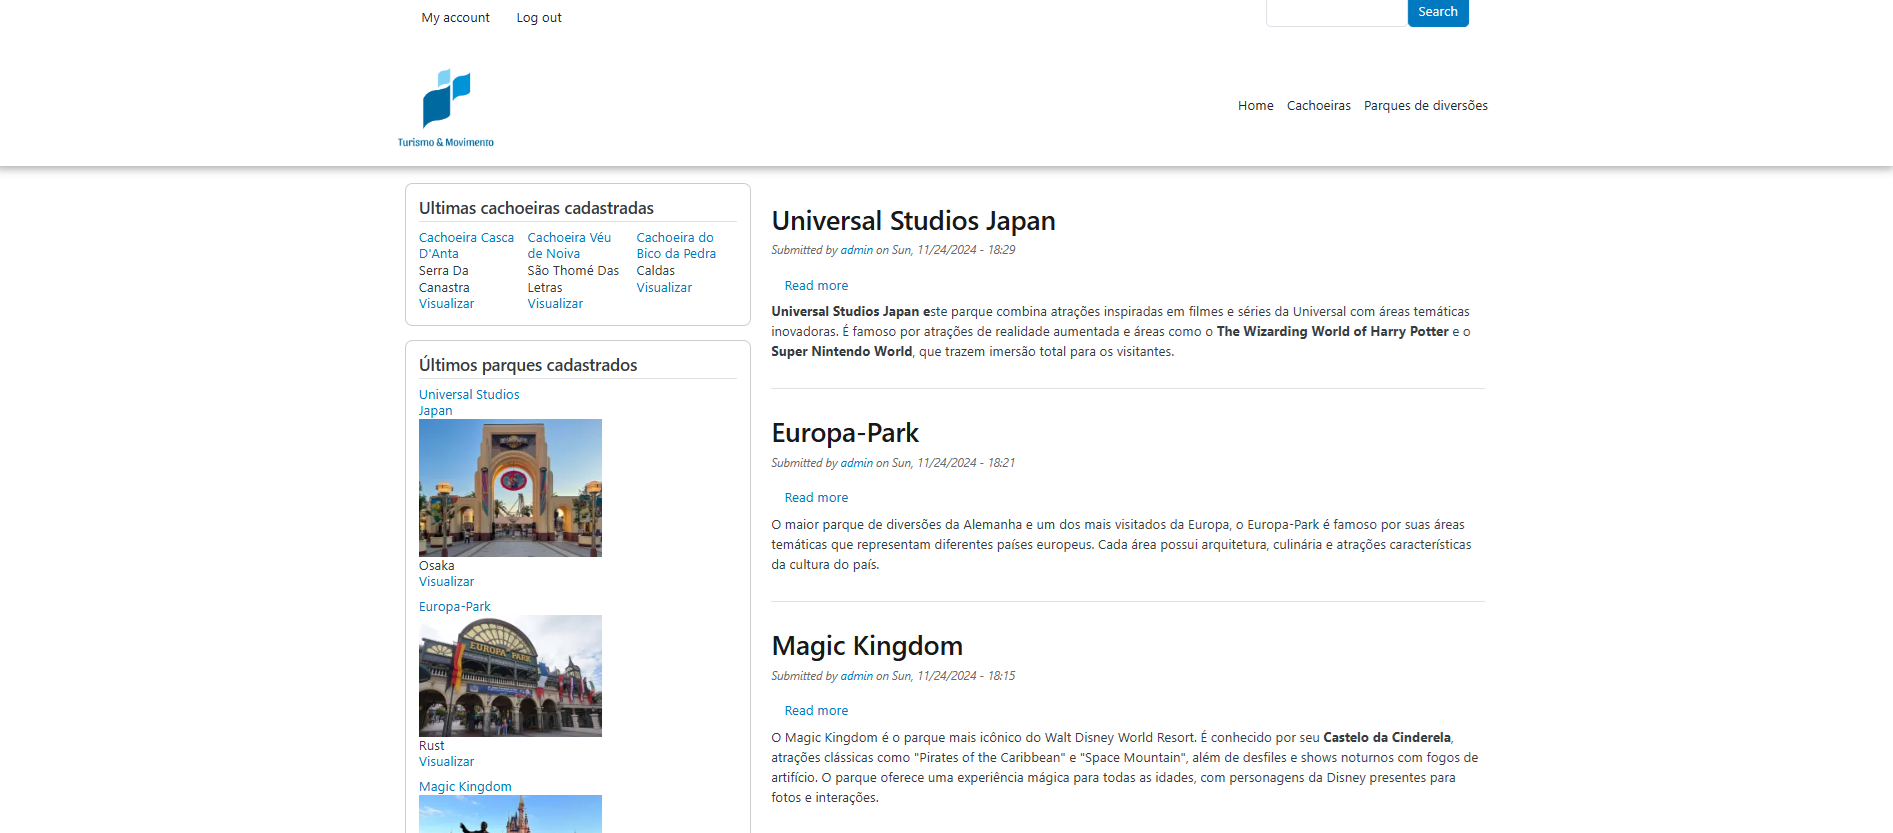 My account Log out Search
Turismo & Movimento
Home Cachoeiras Parques de diversões
Ultimas cachoeiras cadastradas
Cachoeira Casca D'Anta
Serra Da Canastra
Visualizar
Cachoeira Véu de Noiva
São Thomé Das Letras
Visualizar
Cachoeira do Bico da Pedra
Caldas
Visualizar
Últimos parques cadastrados
Universal Studios
Japan
Osaka
Visualizar
Europa-Park
EUROPA PARK
Rust
Visualizar
Magic Kingdom
Universal Studios Japan
Submitted by admin on Sun, 11/24/2024 - 18:29
Read more
Universal Studios Japan este parque combina atrações inspiradas em filmes e séries da Universal com áreas temáticas
inovadoras. É famoso por atrações de realidade aumentada e áreas como o The Wizarding World of Harry Potter e o
Super Nintendo World, que trazem imersão total para os visitantes.
Europa-Park
Submitted by admin on Sun, 11/24/2024 - 18:21
Read more
O maior parque de diversões da Alemanha e um dos mais visitados da Europa, o Europa-Park é famoso por suas áreas
temáticas que representam diferentes países europeus. Cada área possui arquitetura, culinária e atrações características
da cultura do país.
Magic Kingdom
Submitted by admin on Sun, 11/24/2024 - 18:15
Read more
O Magic Kingdom é o parque mais icônico do Walt Disney World Resort. É conhecido por seu Castelo da Cinderela,
atrações clássicas como "Pirates of the Caribbean" e "Space Mountain", além de desfiles e shows noturnos com fogos de
artifício. O parque oferece uma experiência mágica para todas as idades, com personagens da Disney presentes para
fotos e interações.